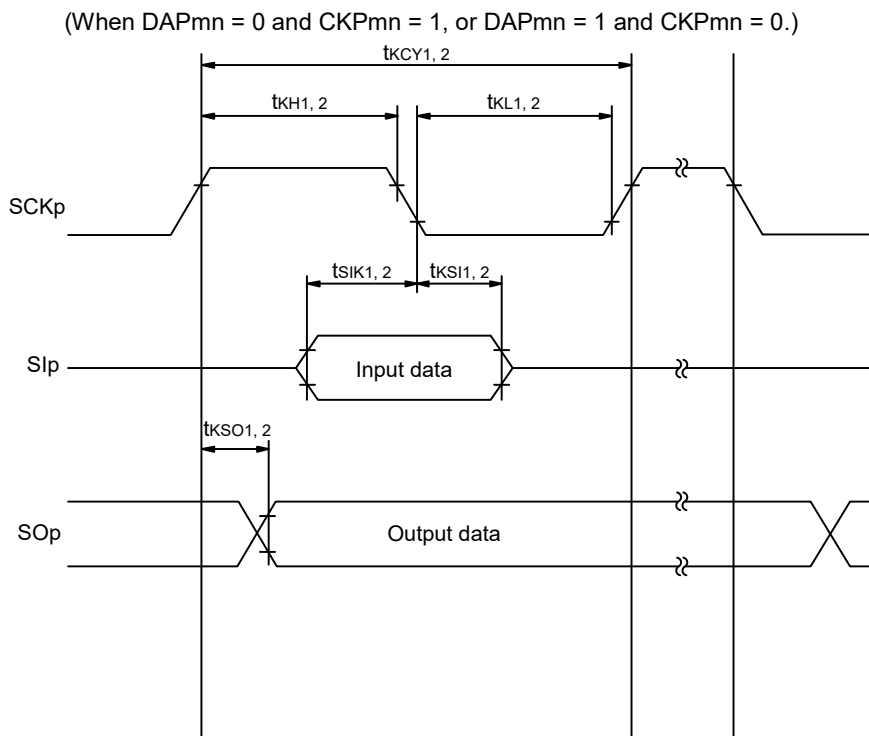 (When DAPmn = 0 and CKPmn = 1, or DAPmn = 1 and CKPmn = 0.)
tKCY1, 2
tKH1, 2
tKL1, 2
SCKp
tSIK1, 2
tKSI1, 2
SIp
Input data
tKSO1, 2
SOp
Output data